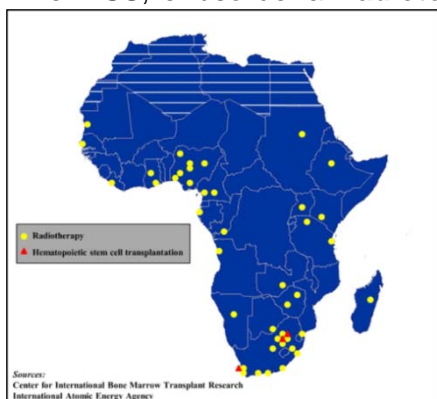 Radiotherapy
Hematopoietic stem cell transplantation
Sources:
Center for International Bone Marrow Transplant Research
International Atomic Energy Agency